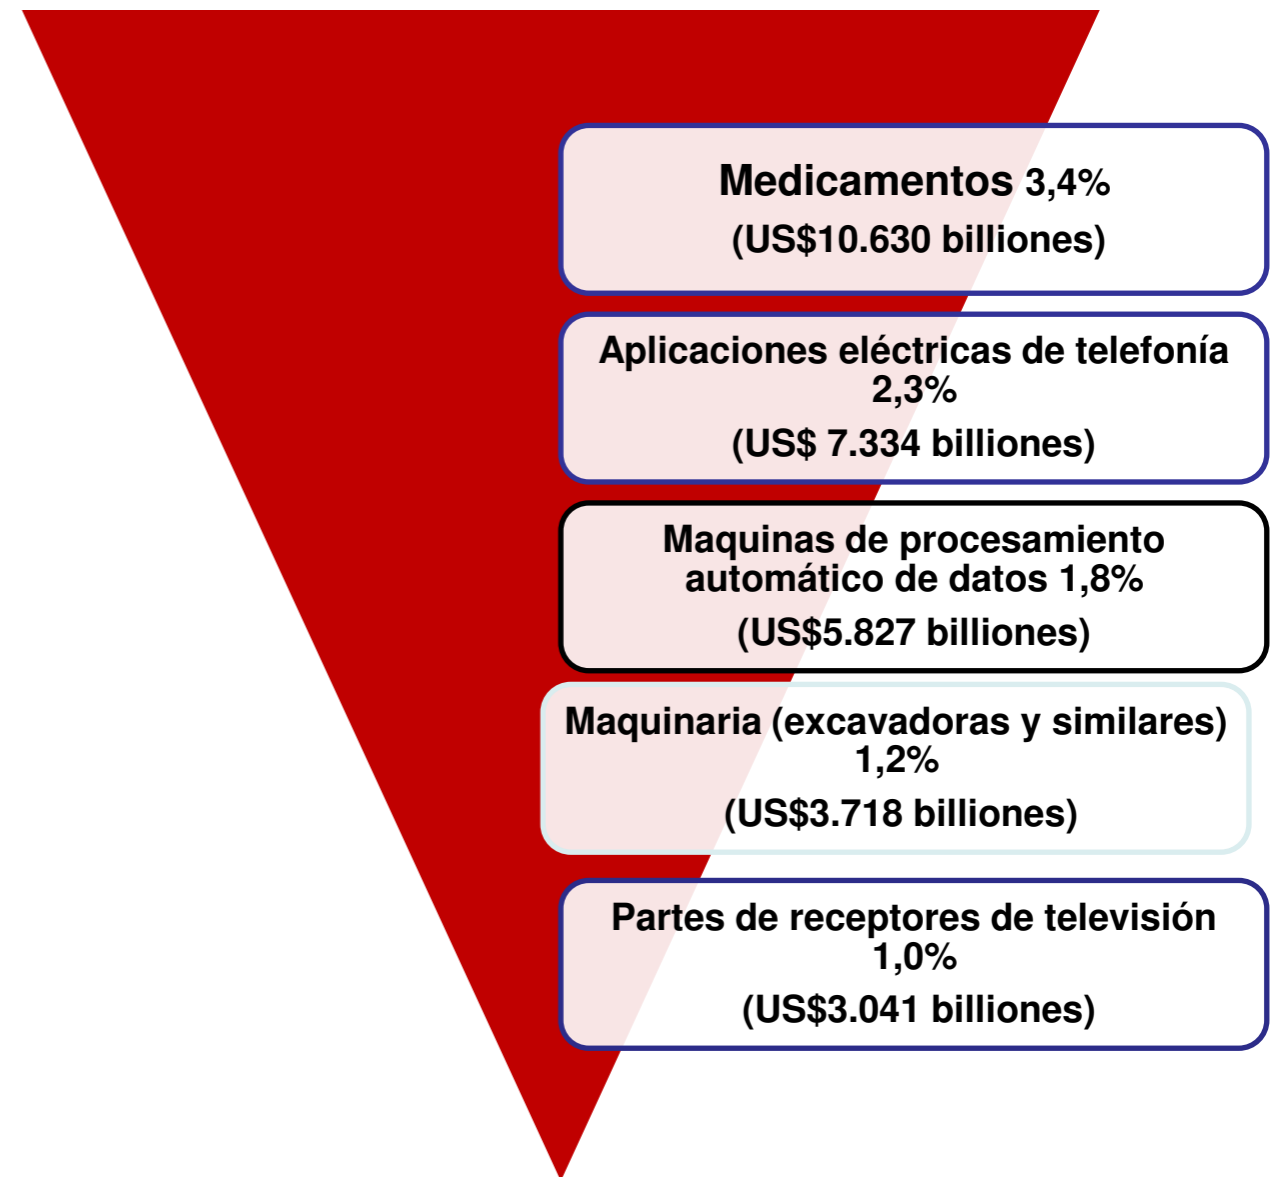 Medicamentos 3,4%
(US$10.630 billiones)
Aplicaciones eléctricas de telefonía
2,3%
(US$ 7.334 billiones)
Maquinas de procesamiento
automático de datos 1,8%
(US$5.827 billiones)
Maquinaria (excavadoras y similares)
1,2%
(US$3.718 billiones)
Partes de receptores de televisión
1,0%
(US$3.041 billiones)